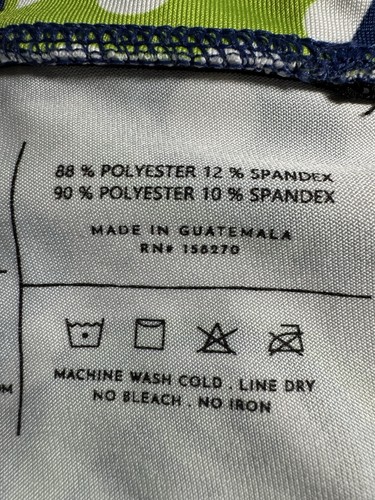 88 % POLYESTER 12 % SPANDEX
90 % POLYESTER 10 % SPANDEX
MADE IN GUATEMALA
RN# 156270
MACHINE WASH COLD . LINE DRY
NO BLEACH . NO IRON